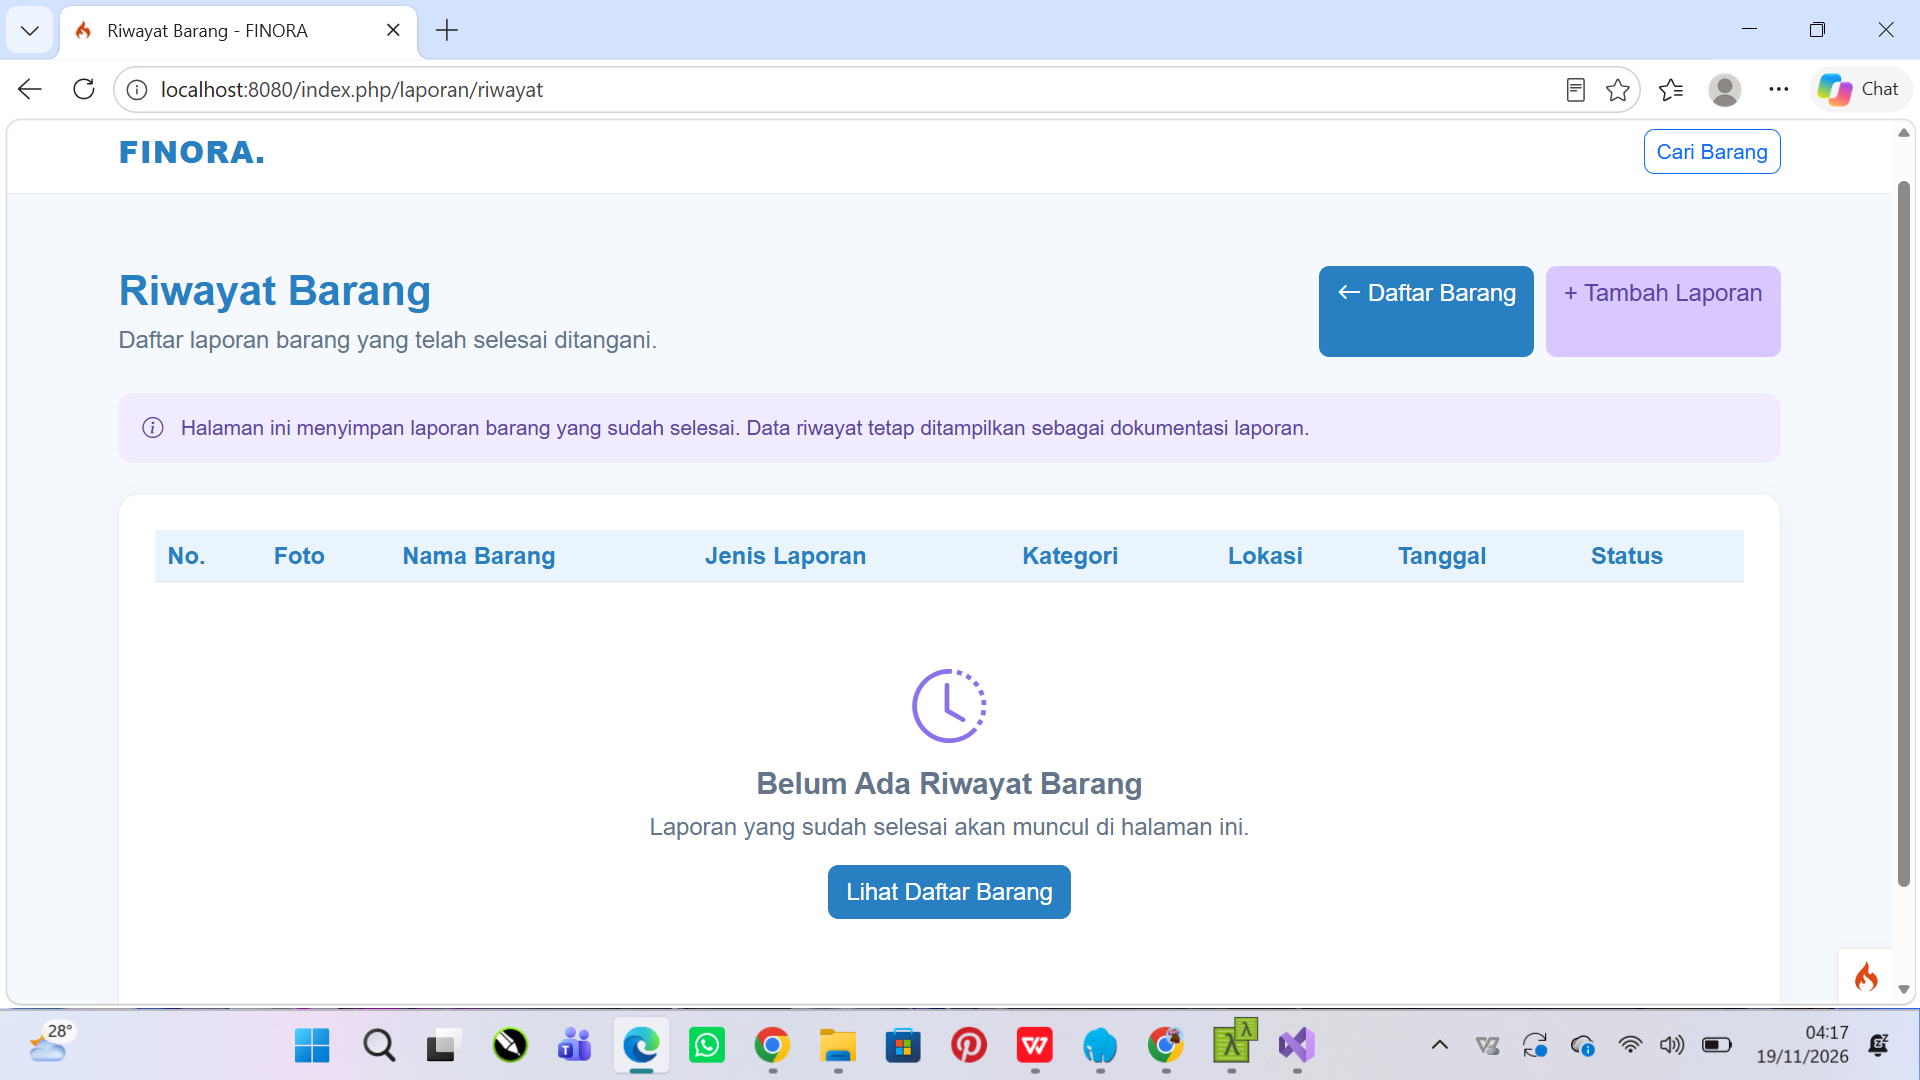 Riwayat Barang - FINORA
localhost:8080/index.php/laporan/riwayat
Chat
FINORA.
Cari Barang
Riwayat Barang
Daftar laporan barang yang telah selesai ditangani.
← Daftar Barang
+ Tambah Laporan
Halaman ini menyimpan laporan barang yang sudah selesai. Data riwayat tetap ditampilkan sebagai dokumentasi laporan.
No. Foto Nama Barang Jenis Laporan Kategori Lokasi Tanggal Status
Belum Ada Riwayat Barang
Laporan yang sudah selesai akan muncul di halaman ini.
Lihat Daftar Barang
28°
04:17
19/11/2026